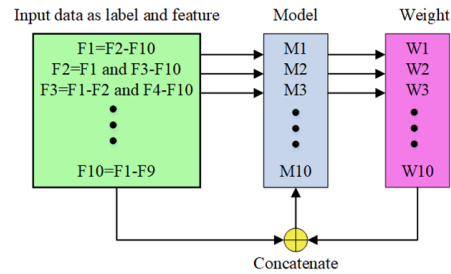 Input data as label and feature
Model
Weight
F1=F2-F10
F2=F1 and F3-F10
F3=F1-F2 and F4-F10
F10=F1-F9
M1
M2
M3
M10
W1
W2
W3
W10
Concatenate